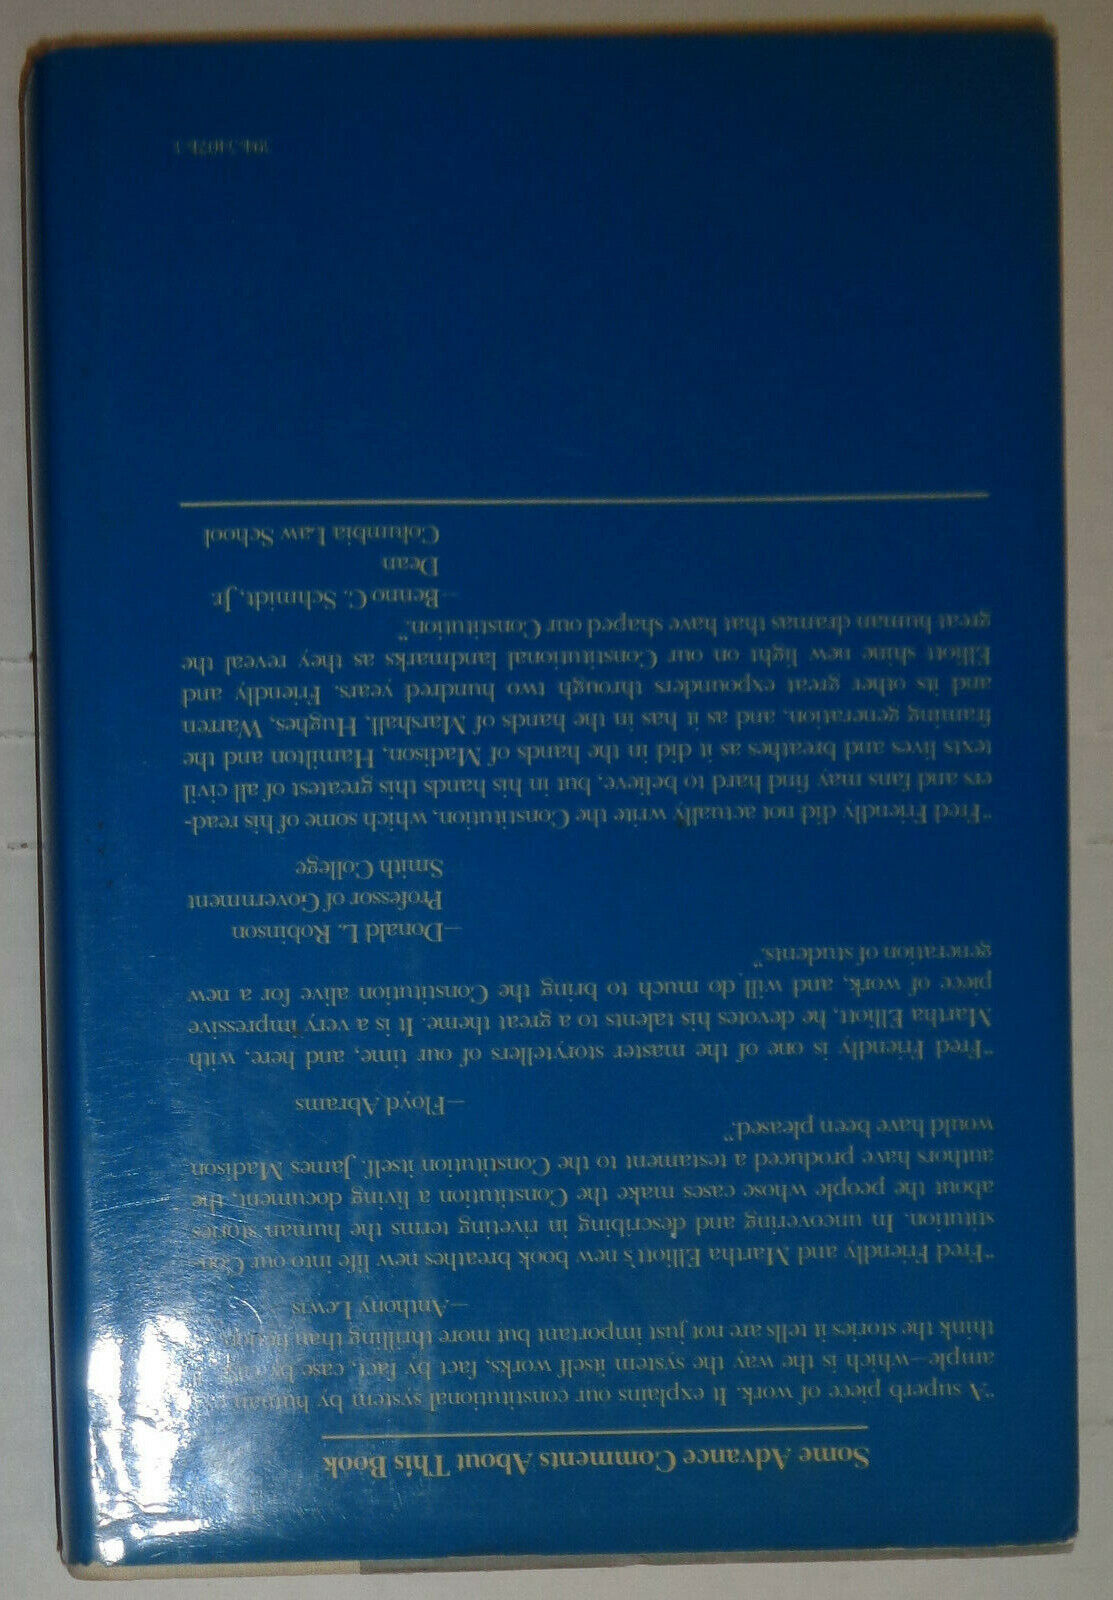 Some Advance Comments About This Book
"A superb piece of work. It explains our constitutional system by human
ample—which is the way the system itself works, fact by fact, case by
think the stories it tells are not just important but more thrilling than
—Anthony Lewis
"Fred Friendly and Martha Elliott's new book breathes new life into our Con-
stitution. In uncovering and describing in riveting terms the human stories
about the people whose cases make the Constitution a living document, the
authors have produced a testament to the Constitution itself. James Madison
would have been pleased."
—Floyd Abrams
"Fred Friendly is one of the master storytellers of our time, and here, with
Martha Elliott, he devotes his talents to a great theme. It is a very impressive
piece of work, and will do much to bring the Constitution alive for a new
generation of students."
—Donald L. Robinson
Professor of Government
Smith College
"Fred Friendly did not actually write the Constitution, which some of his read-
ers and fans may find hard to believe, but in his hands this greatest of all civil
texts lives and breathes as it did in the hands of Madison, Hamilton and the
framing generation, and as it has in the hands of Marshall, Hughes, Warren
and its other great expounders through two hundred years. Friendly and
Elliott shine new light on our Constitutional landmarks as they reveal the
great human dramas that have shaped our Constitution."
—Benno C. Schmidt, Jr.
Dean
Columbia Law School
394-34071-1